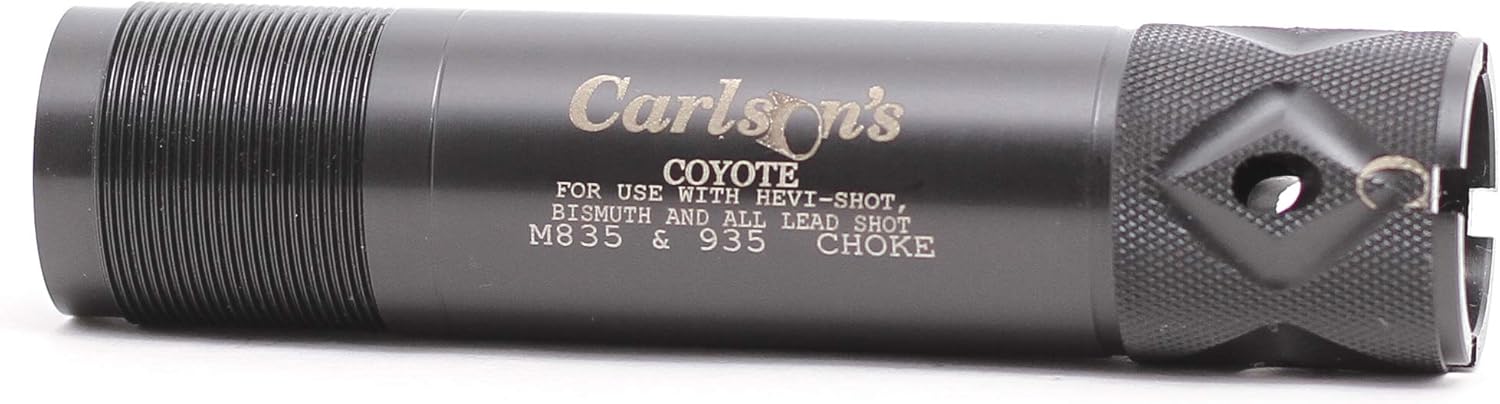 Carlson's
COYOTE
FOR USE WITH HEVI-SHOT,
BISMUTH AND ALL LEAD SHOT
M835 & 935 CHOKE
C